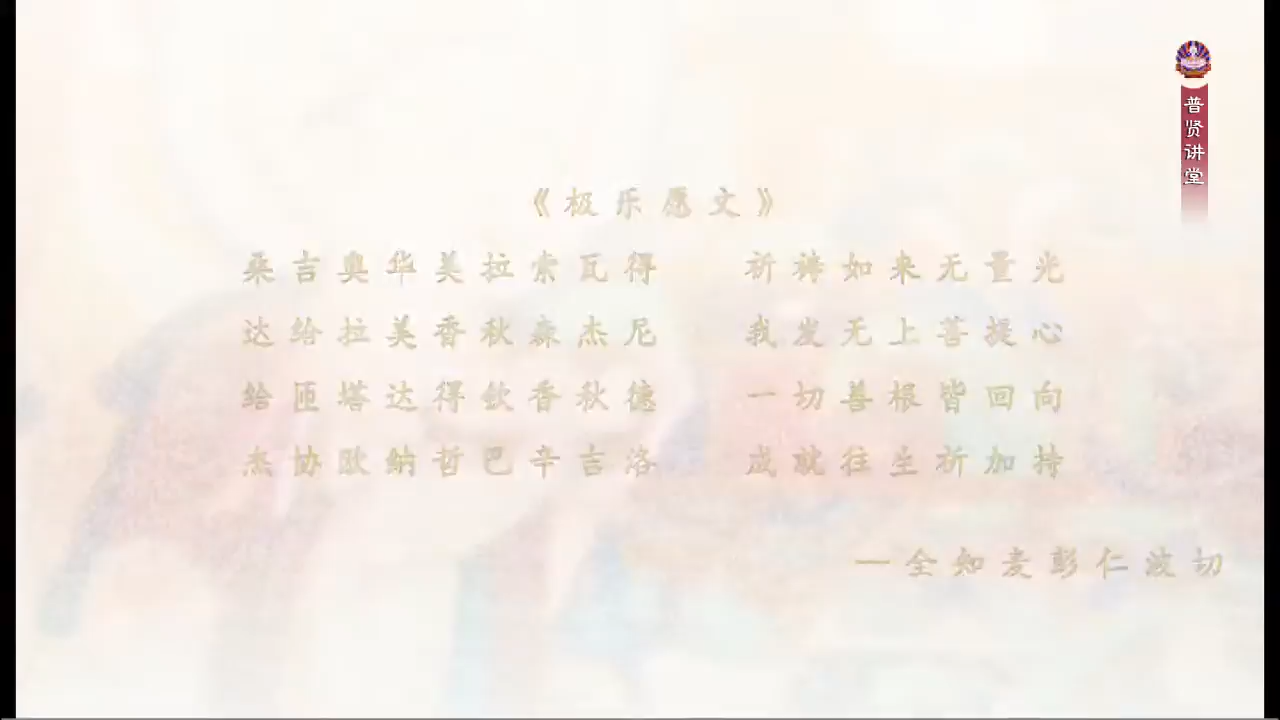 普贤讲堂
《极乐愿文》
桑吉奥华美拉索瓦得 祈祷如来无量光
达给拉美香秋森杰尼 我发无上菩提心
给匝塔达得钦香秋德 一切善根皆回向
杰协欧纳哲巴辛吉洛 成就往生祈加持
—全知麦彭仁波切